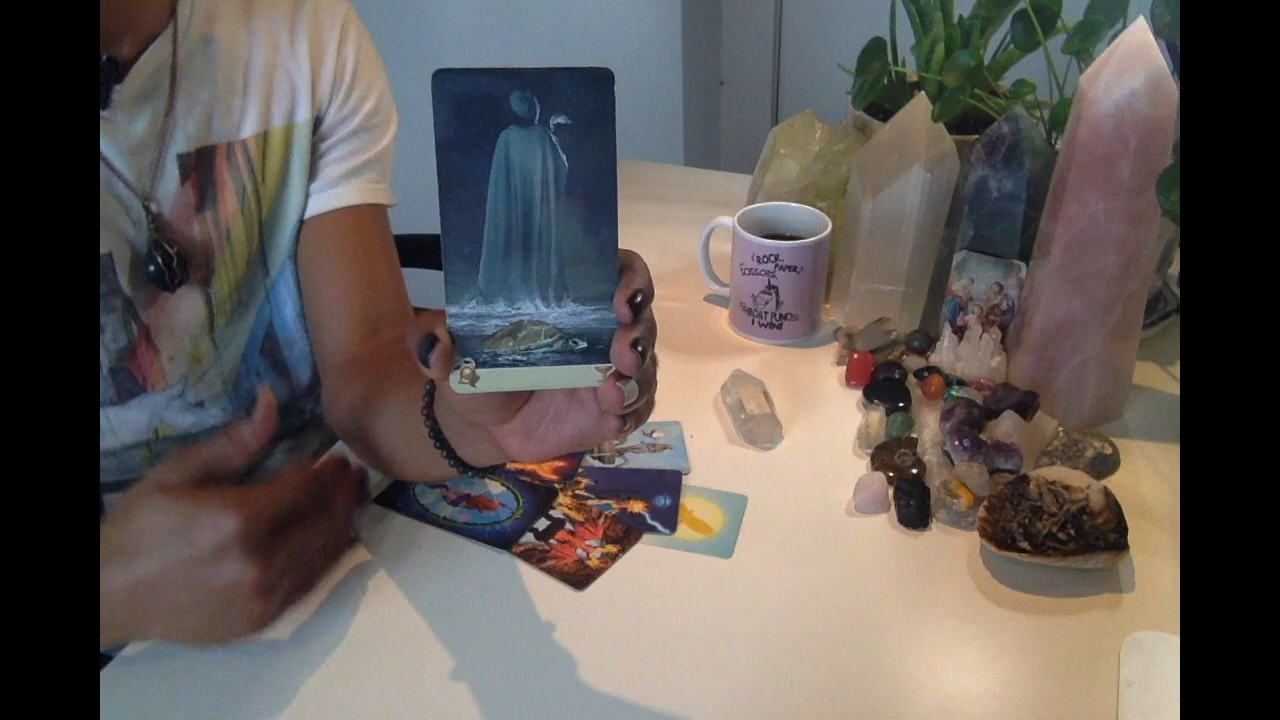 ROCK,
PAPER,
SCISSORS,
THROAT PUNCH!
I WIN!